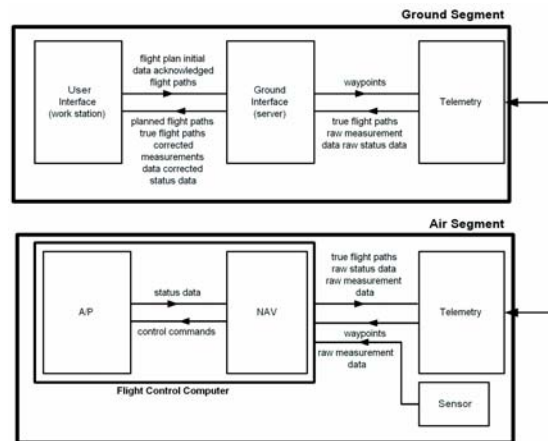 Ground Segment
User
Interface
(work station)
flight plan initial
data acknowledged
flight paths
planned flight paths
true flight paths
corrected
measurements
data corrected
status data
Ground
Interface
(server)
waypoints
true flight paths
raw measurement
data raw status data
Telemetry
Air Segment
A/P
status data
control commands
NAV
Flight Control Computer
true flight paths
raw status data
raw measurement
data
waypoints
raw measurement
data
Telemetry
Sensor